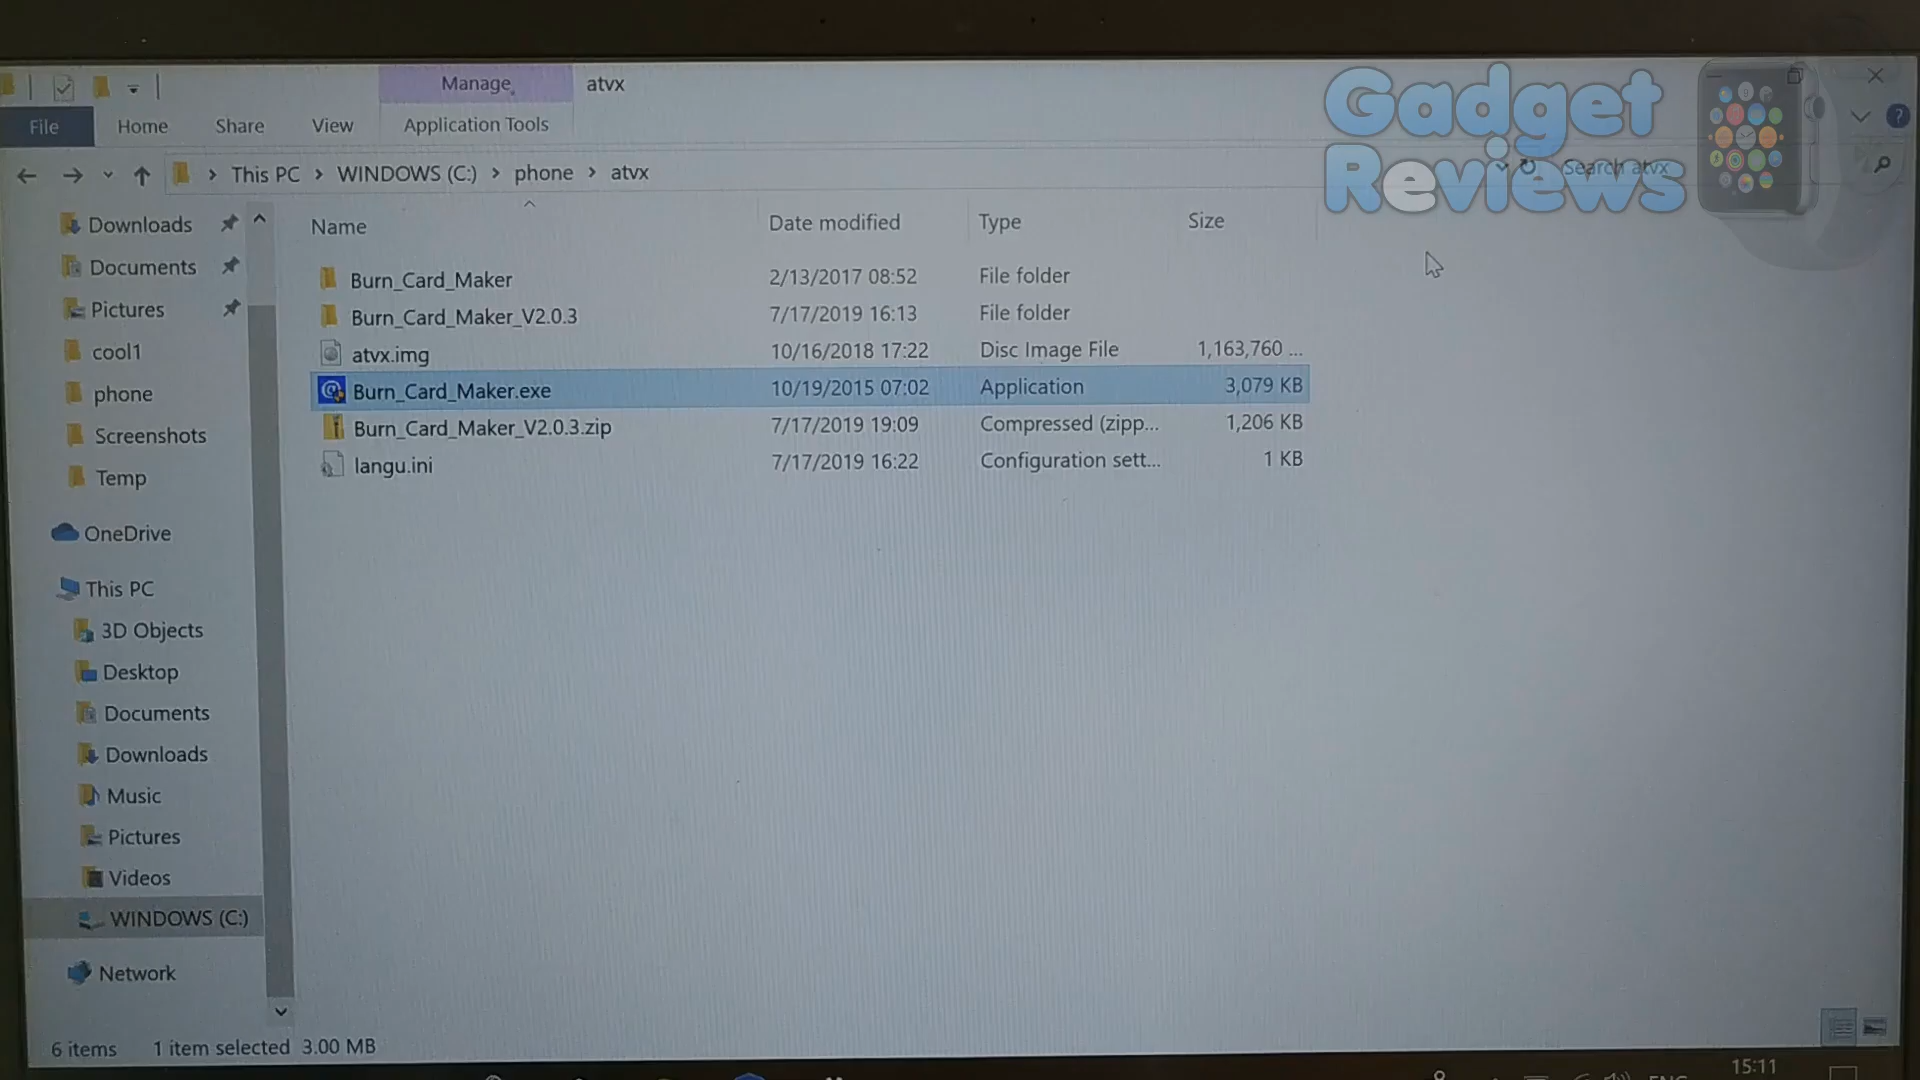 Manage
atvx
File
Home
Share
View
Application Tools
Gadget
Reviews
This PC
WINDOWS (C:)
phone
atvx
Search atvx
Name
Date modified
Type
Size
Burn_Card_Maker
2/13/2017 08:52
File folder
Burn_Card_Maker_V2.0.3
7/17/2019 16:13
File folder
atvx.img
10/16/2018 17:22
Disc Image File
1,163,760 ...
Burn_Card_Maker.exe
10/19/2015 07:02
Application
3,079 KB
Burn_Card_Maker_V2.0.3.zip
7/17/2019 19:09
Compressed (zipp...
1,206 KB
langu.ini
7/17/2019 16:22
Configuration sett...
1 KB
Downloads
Documents
Pictures
cool1
phone
Screenshots
Temp
OneDrive
This PC
3D Objects
Desktop
Documents
Downloads
Music
Pictures
Videos
WINDOWS (C:)
Network
6 items
1 item selected 3.00 MB
15:11